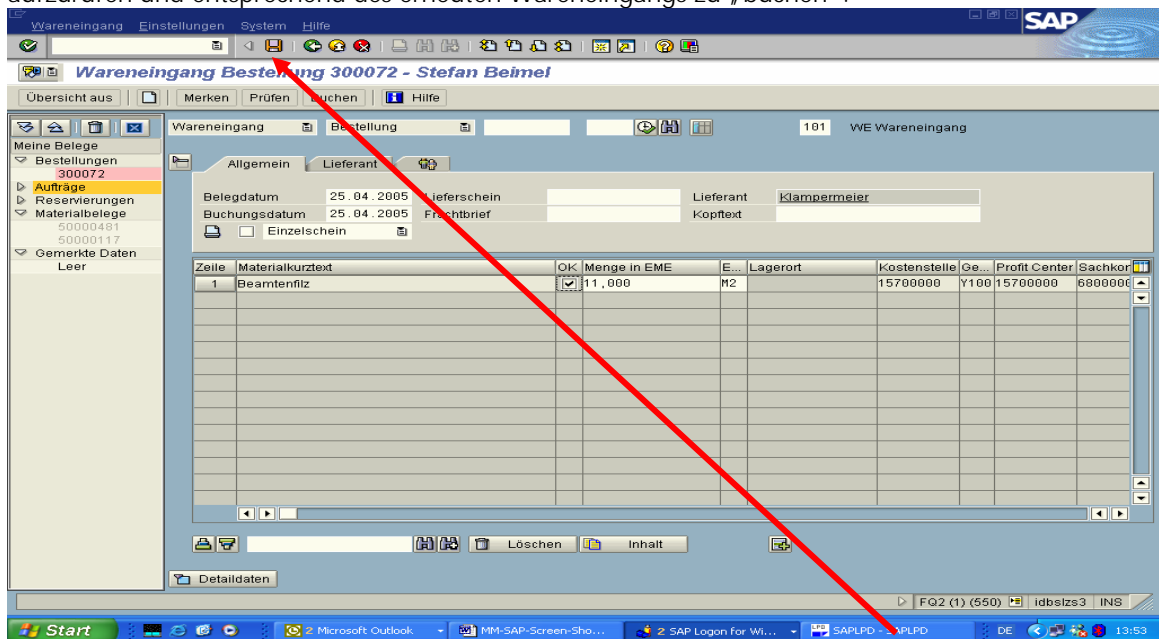 aufzurufen und entsprechend des erneuten Wareneingangs zu „buchen“.
Wareneingang Einstellungen System Hilfe
SAP
Wareneingang Bestellung 300072 - Stefan Beimel
Übersicht aus Merken Prüfen Buchen Hilfe
Wareneingang Bestellung 101 WE Wareneingang
Meine Belege
Bestellungen
300072
Aufträge
Reservierungen
Materialbelege
50000481
50000117
Gemerkte Daten
Leer
Allgemein Lieferant
Belegdatum 25.04.2005 Lieferschein Lieferant Klampermeier
Buchungsdatum 25.04.2005 Frachtbrief Kopftext
Einzelschein
Zeile Materialkurztext OK Menge in EME E... Lagerort Kostenstelle Ge... Profit Center Sachkon
1 Beamtenfilz 11,000 M2 15700000 Y100 15700000 6800000
Löschen Inhalt
Detaildaten
FQ2 (1) (550) idbslzs3 INS
Start 2 Microsoft Outlook MM-SAP-Screen-Sho... 2 SAP Logon for Wi... SAPLPD - SAPLPD DE 13:53